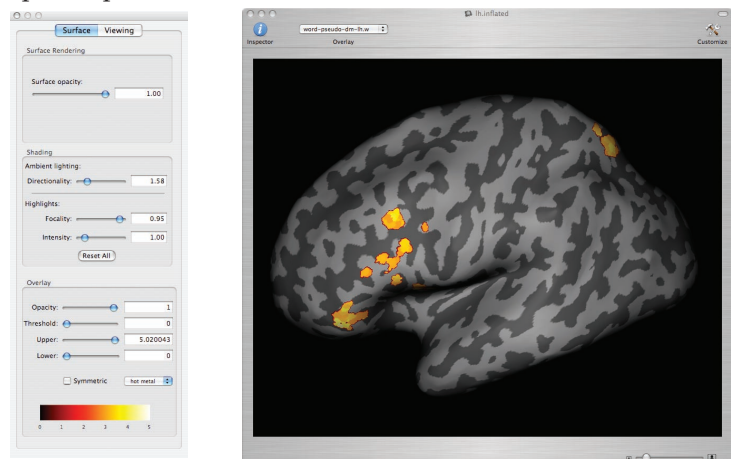 Surface Viewing
Surface Rendering
Surface opacity:
1.00
Shading
Ambient lighting:
Directionality: 1.58
Highlights:
Focality: 0.95
Intensity: 1.00
Reset All
Overlay
Opacity: 1
Threshold: 0
Upper: 5.020043
Lower: 0
Symmetric hot metal
0 1 2 3 4 5
lh.inflated
word-pseudo-dm-lh.w
Inspector Overlay Customize